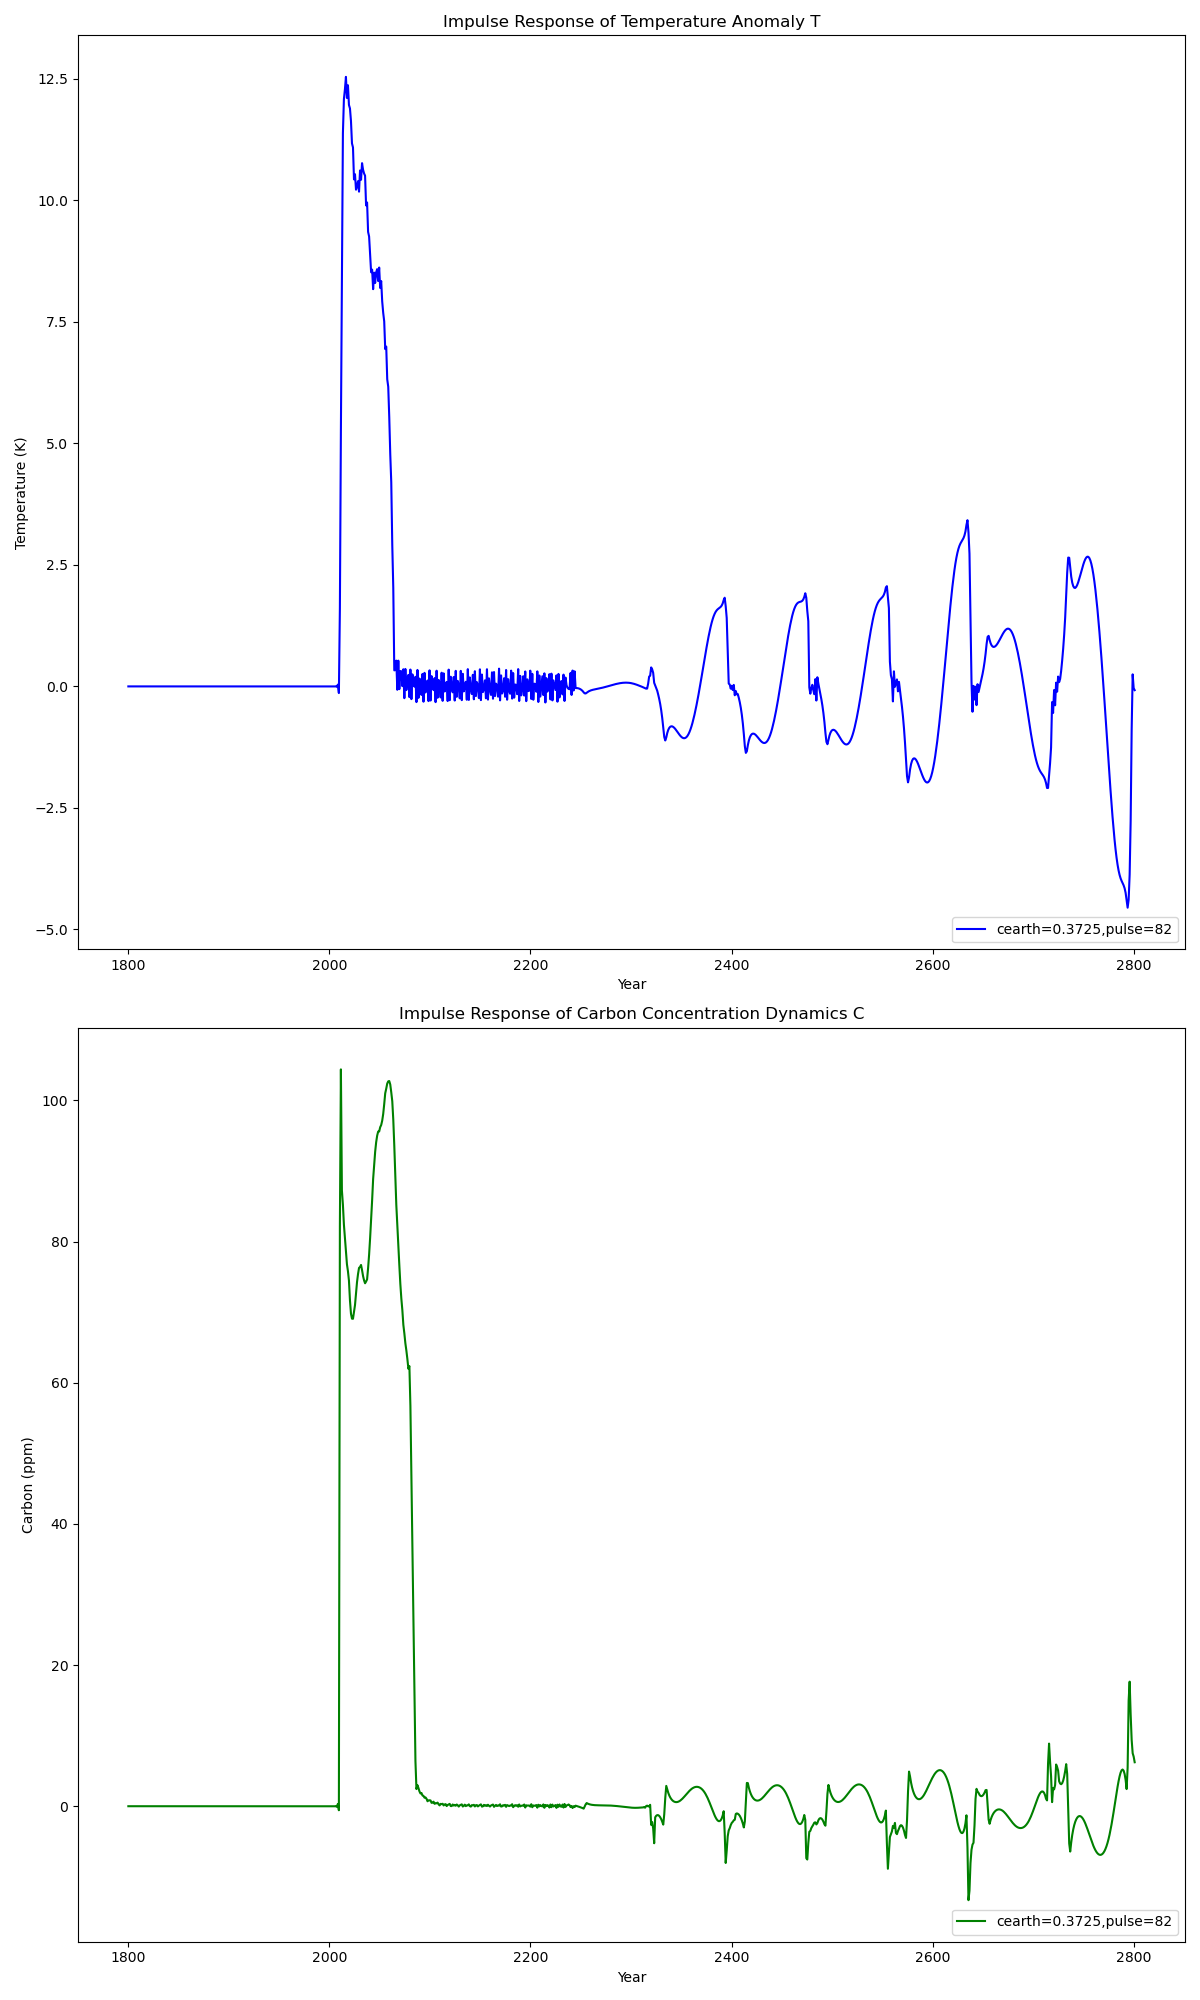 Impulse Response of Temperature Anomaly T
12.5
10.0
7.5
5.0
2.5
0.0
−2.5
−5.0
Temperature (K)
cearth=0.3725,pulse=82
1800 2000 2200 2400 2600 2800
Year
Impulse Response of Carbon Concentration Dynamics C
100
80
60
40
20
0
Carbon (ppm)
cearth=0.3725,pulse=82
1800 2000 2200 2400 2600 2800
Year